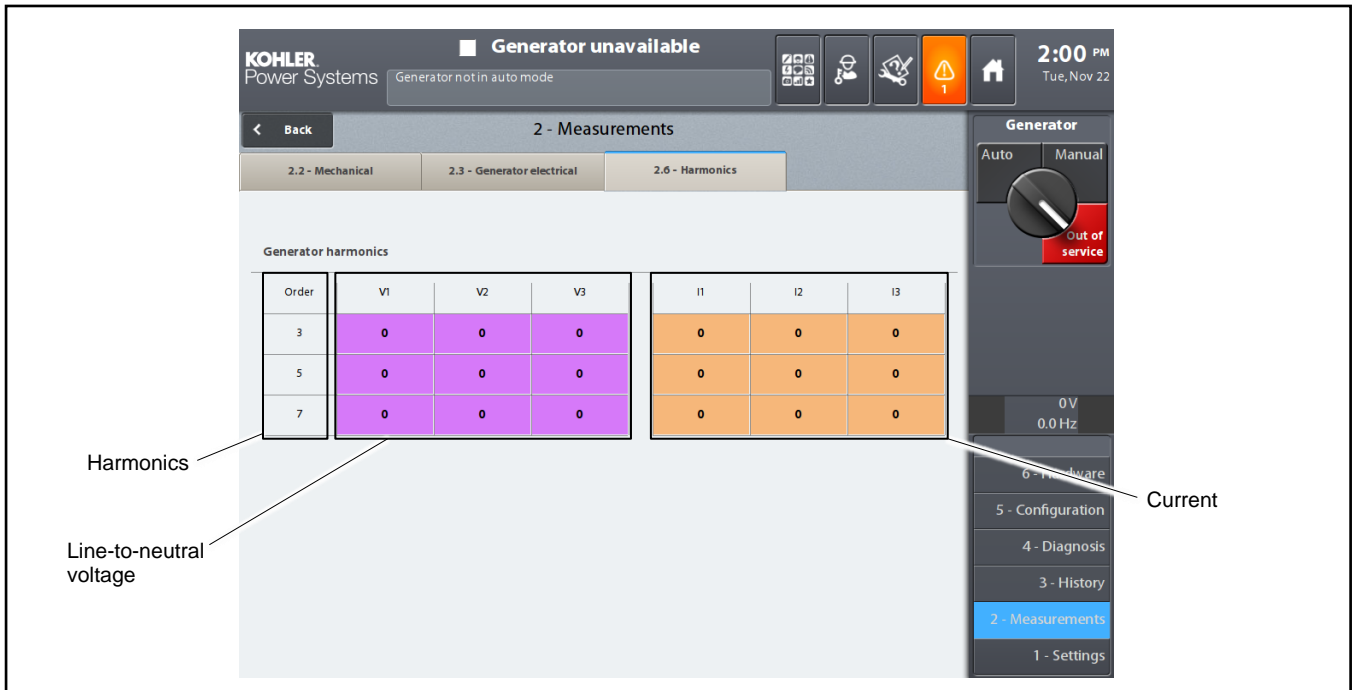 KOHLER.
Power Systems
Generator unavailable
Generator not in auto mode
1
2:00 PM
Tue, Nov 22
Back
2 - Measurements
2.2 - Mechanical
2.3 - Generator electrical
2.6 - Harmonics
Generator
Auto
Manual
Out of
service
Generator harmonics
Order V1 V2 V3 I1 I2 I3
3 0 0 0 0 0 0
5 0 0 0 0 0 0
7 0 0 0 0 0 0
0 V
0.0 Hz
6 - Hardware
5 - Configuration
4 - Diagnosis
3 - History
2 - Measurements
1 - Settings
Harmonics
Line-to-neutral
voltage
Current